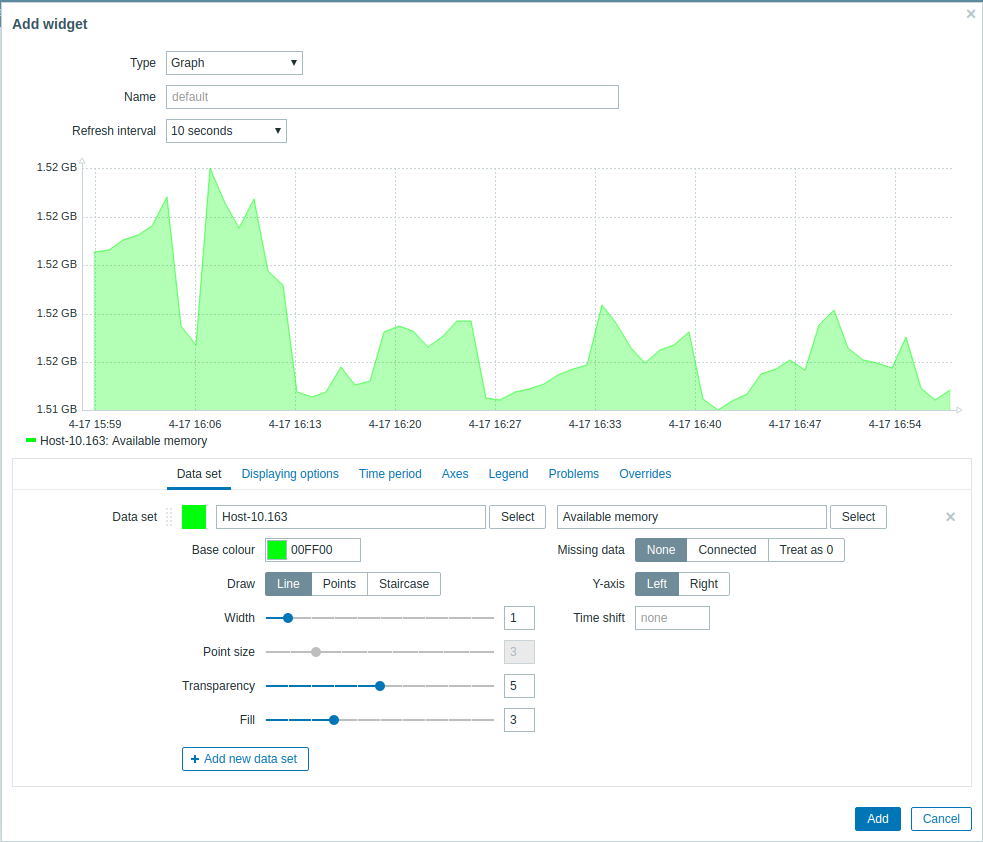 Add widget
Type Graph
Name default
Refresh interval 10 seconds
1.52 GB
1.52 GB
1.52 GB
1.52 GB
1.52 GB
1.51 GB
4-17 15:59 4-17 16:06 4-17 16:13 4-17 16:20 4-17 16:27 4-17 16:33 4-17 16:40 4-17 16:47 4-17 16:54
Host-10.163: Available memory
Data set Displaying options Time period Axes Legend Problems Overrides
Data set Host-10.163 Select Available memory Select
Base colour 00FF00 Missing data None Connected Treat as 0
Draw Line Points Staircase Y-axis Left Right
Width 1 Time shift none
Point size 3
Transparency 5
Fill 3
+ Add new data set
Add Cancel